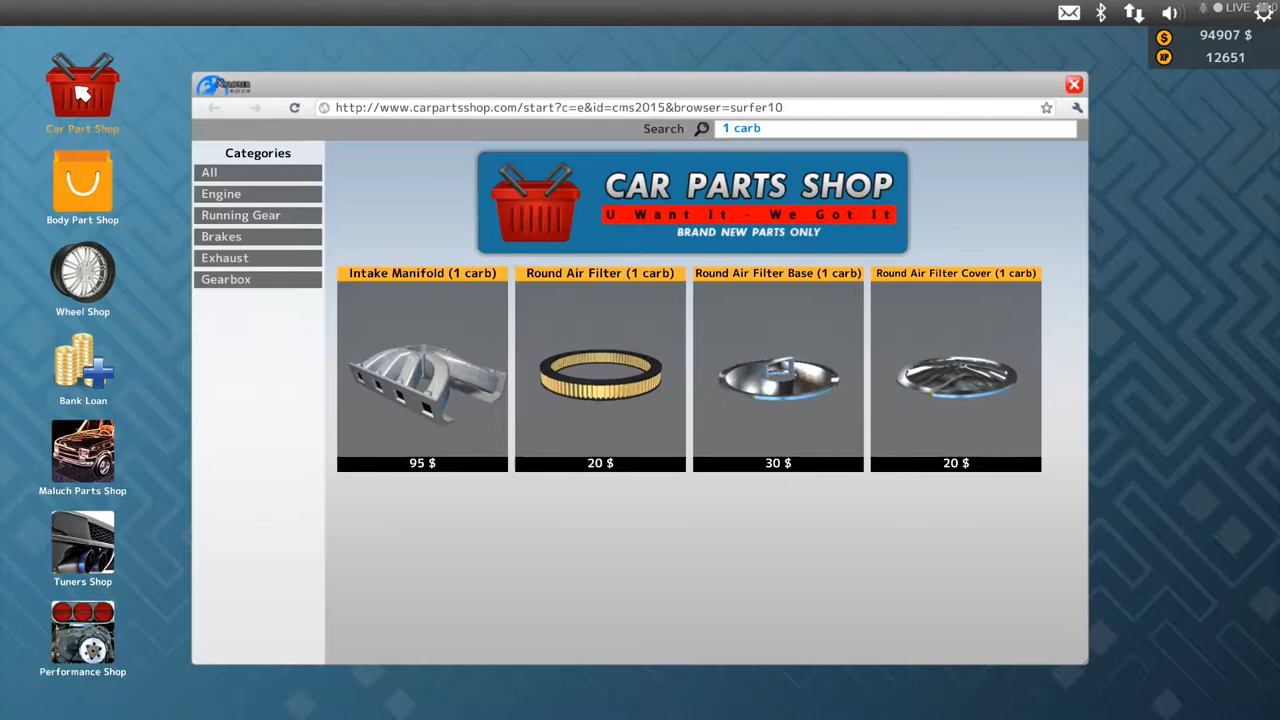 LIVE
94907 $
XP
12651
Car Part Shop
Body Part Shop
Wheel Shop
Bank Loan
Maluch Parts Shop
Tuners Shop
Performance Shop
http://www.carpartsshop.com/start?c=e&id=cms2015&browser=surfer10
Search
1 carb
Categories
All
Engine
Running Gear
Brakes
Exhaust
Gearbox
CAR PARTS SHOP
U Want It - We Got It
BRAND NEW PARTS ONLY
Intake Manifold (1 carb)
95 $
Round Air Filter (1 carb)
20 $
Round Air Filter Base (1 carb)
30 $
Round Air Filter Cover (1 carb)
20 $